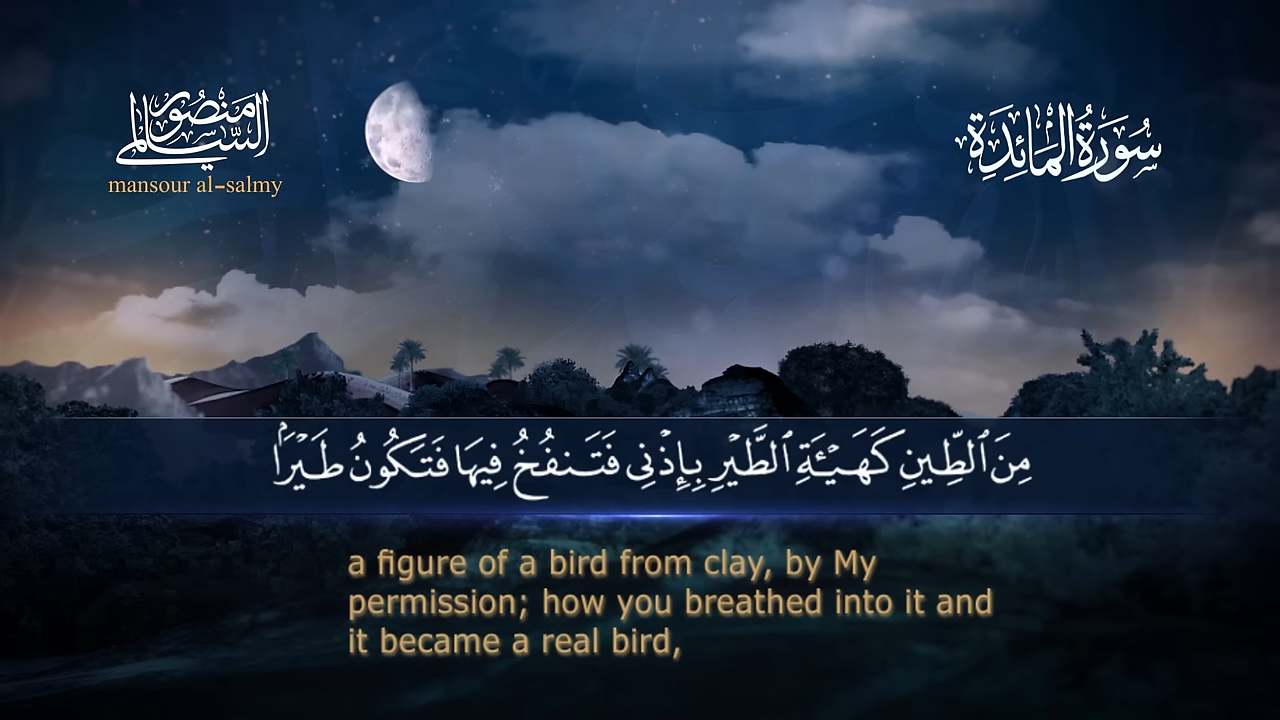 منصور السالمي
mansour al-salmy
سُورَةُ المَائِدَةِ
مِنَ ٱلطِّينِ كَهَيْـَٔةِ ٱلطَّيْرِ بِإِذْنِى فَتَنفُخُ فِيهَا فَتَكُونُ طَيْرَۢا
a figure of a bird from clay, by My
permission; how you breathed into it and
it became a real bird,